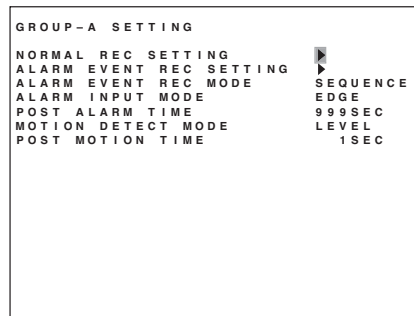 GROUP-A SETTING
NORMAL REC SETTING ▶
ALARM EVENT REC SETTING ▶
ALARM EVENT REC MODE SEQUENCE
ALARM INPUT MODE EDGE
POST ALARM TIME 999SEC
MOTION DETECT MODE LEVEL
POST MOTION TIME 1SEC